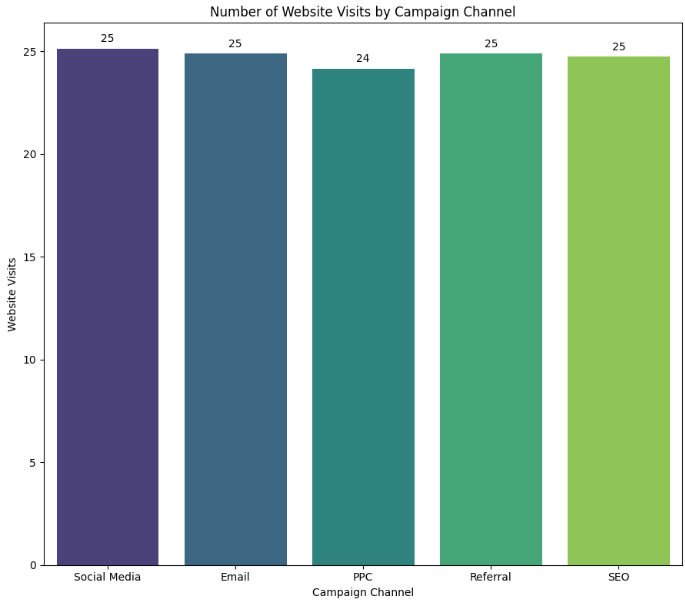 Number of Website Visits by Campaign Channel
25
25
24
25
25
Website Visits
25
20
15
10
5
0
Social Media
Email
PPC
Referral
SEO
Campaign Channel